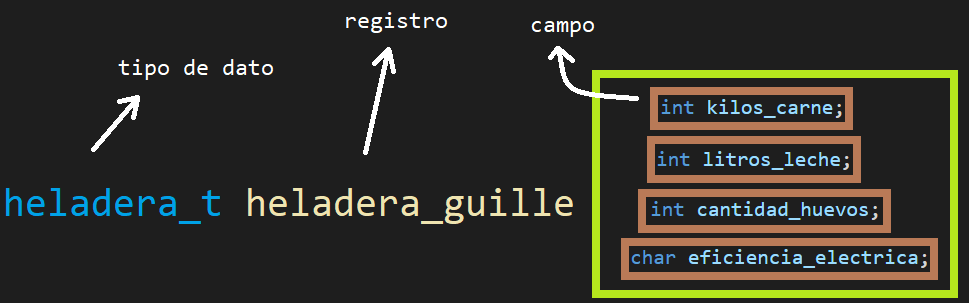 registro
campo
tipo de dato
int kilos_carne;
int litros_leche;
heladera_t heladera_guille
int cantidad_huevos;
char eficiencia_electrica;